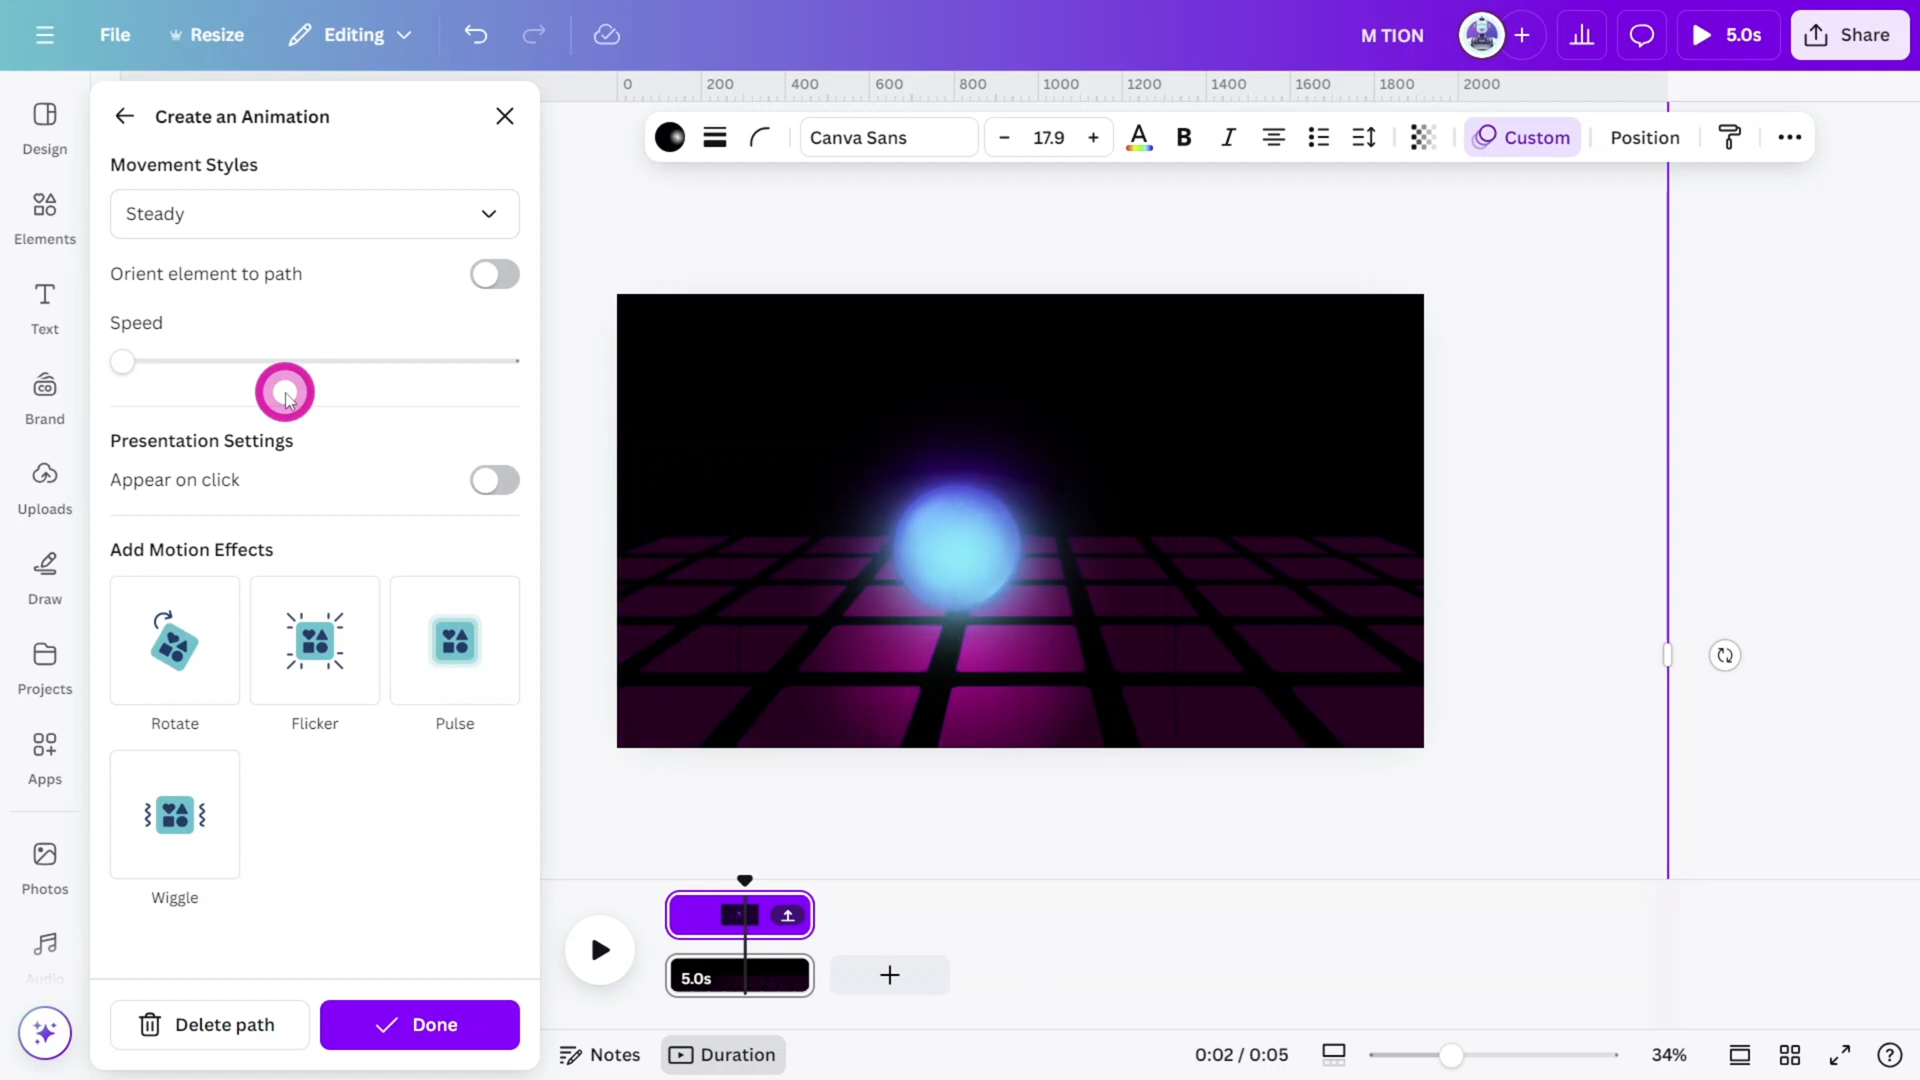 File
Resize
Editing
M TION
5.0s
Share
Design
Elements
Text
Brand
Uploads
Draw
Projects
Apps
Photos
Audio
Create an Animation
Movement Styles
Steady
Orient element to path
Speed
Presentation Settings
Appear on click
Add Motion Effects
Rotate
Flicker
Pulse
Wiggle
Delete path
Done
0 200 400 600 800 1000 1200 1400 1600 1800 2000
Canva Sans
– 17.9 +
A B I
Custom
Position
5.0s
Notes
Duration
0:02 / 0:05
34%